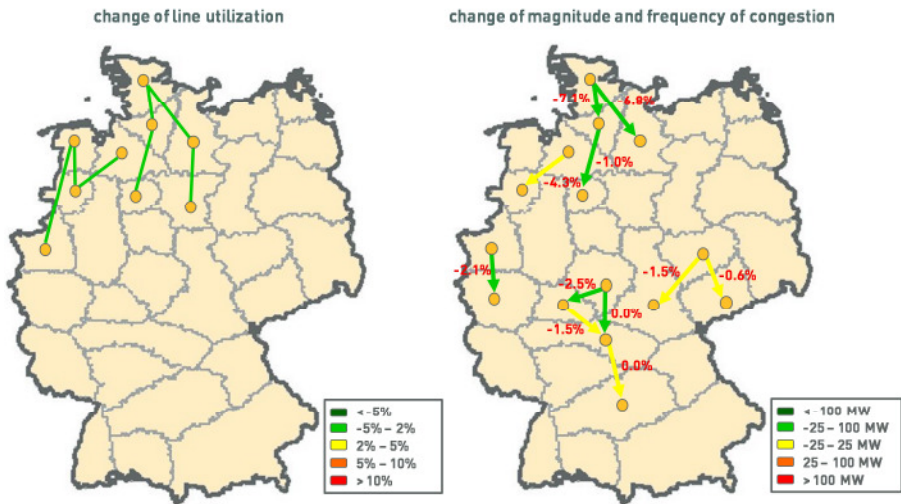 change of line utilization
change of magnitude and frequency of congestion
-7.1%
4.8%
-1.0%
-4.3%
-2.1%
-2.5%
-1.5%
-0.6%
0.0%
-1.5%
0.0%
<-5%
-5% – 2%
2% – 5%
5% – 10%
> 10%
< -100 MW
-25 – 100 MW
-25 – 25 MW
25 – 100 MW
> 100 MW